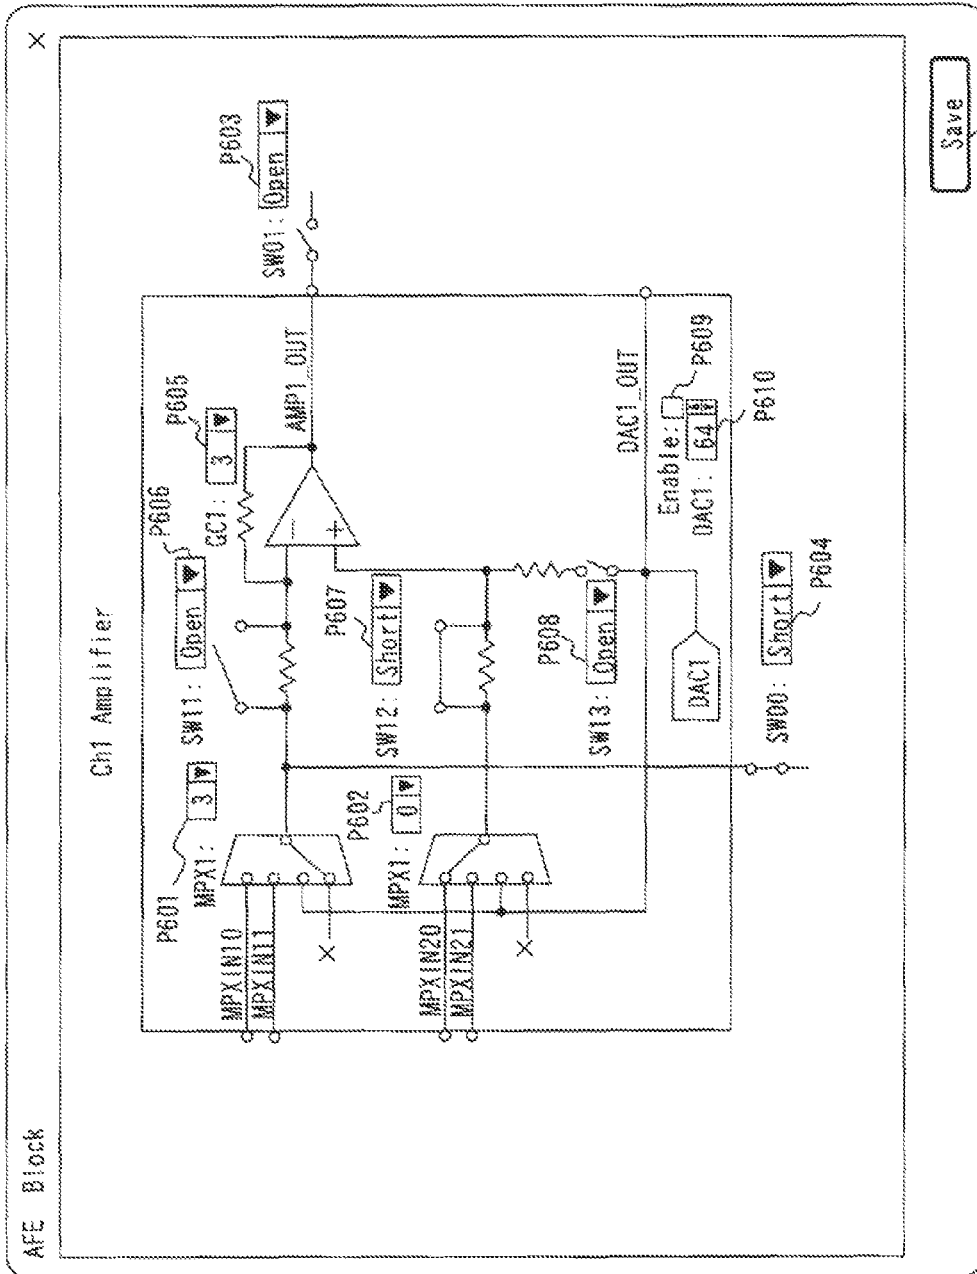 AFE Block
×
Ch1 Amplifier
P601
MPX1: 3 ▼
SW11: Open ▼
P606
GC1: 3 ▼
P605
P603
SW01: Open ▼
MPXIN10
MPXIN11
×
AMP1_OUT
−
+
P602
MPX1: 0 ▼
SW12: Short ▼
P607
MPXIN20
MPXIN21
×
P608
SW13: Open ▼
DAC1_OUT
DAC1
Enable:
P609
DAC1: 64
P610
SW00: Short ▼
P604
Save